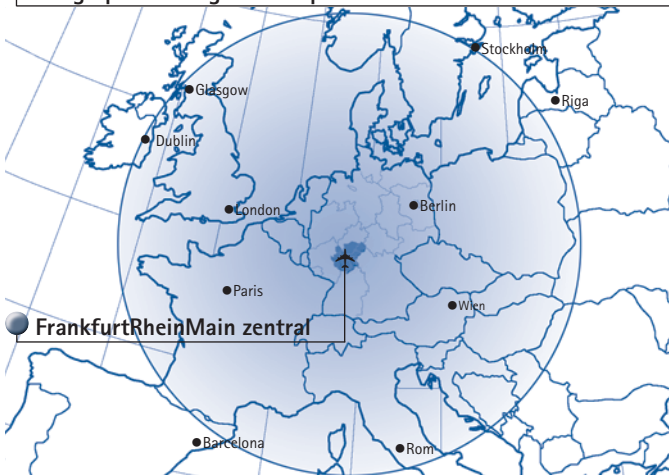 Stockholm
Glasgow
Riga
Dublin
London
Berlin
Paris
Wien
FrankfurtRheinMain zentral
Barcelona
Rom